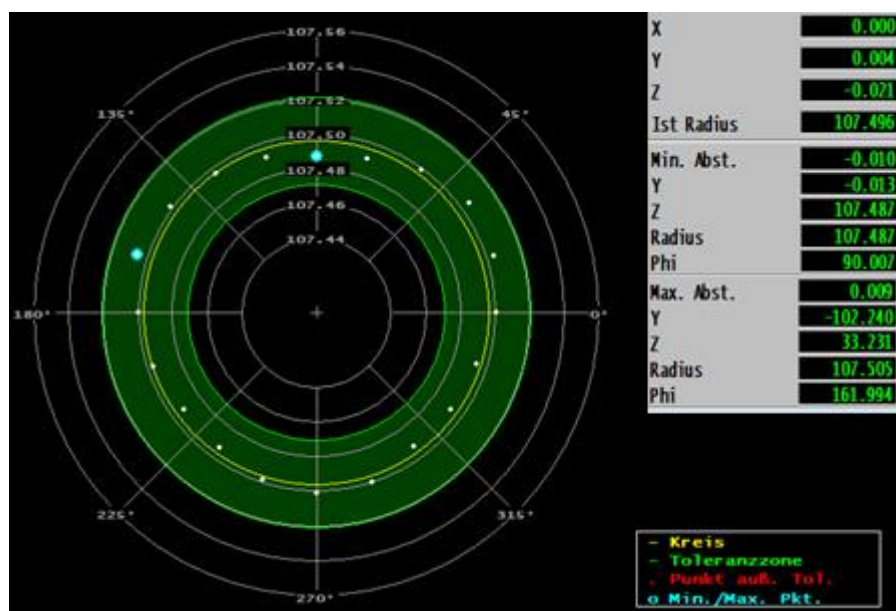 107.56
107.54
107.52
107.50
107.48
107.46
107.44
135°
45°
180°
0°
225°
315°
270°
X 0.000
Y 0.004
Z -0.021
Ist Radius 107.496
Min. Abst. -0.010
Y -0.013
Z 107.487
Radius 107.487
Phi 90.007
Max. Abst. 0.009
Y -102.240
Z 33.231
Radius 107.505
Phi 161.994
- Kreis
- Toleranzzone
. Punkt auß. Tol.
o Min./Max. Pkt.